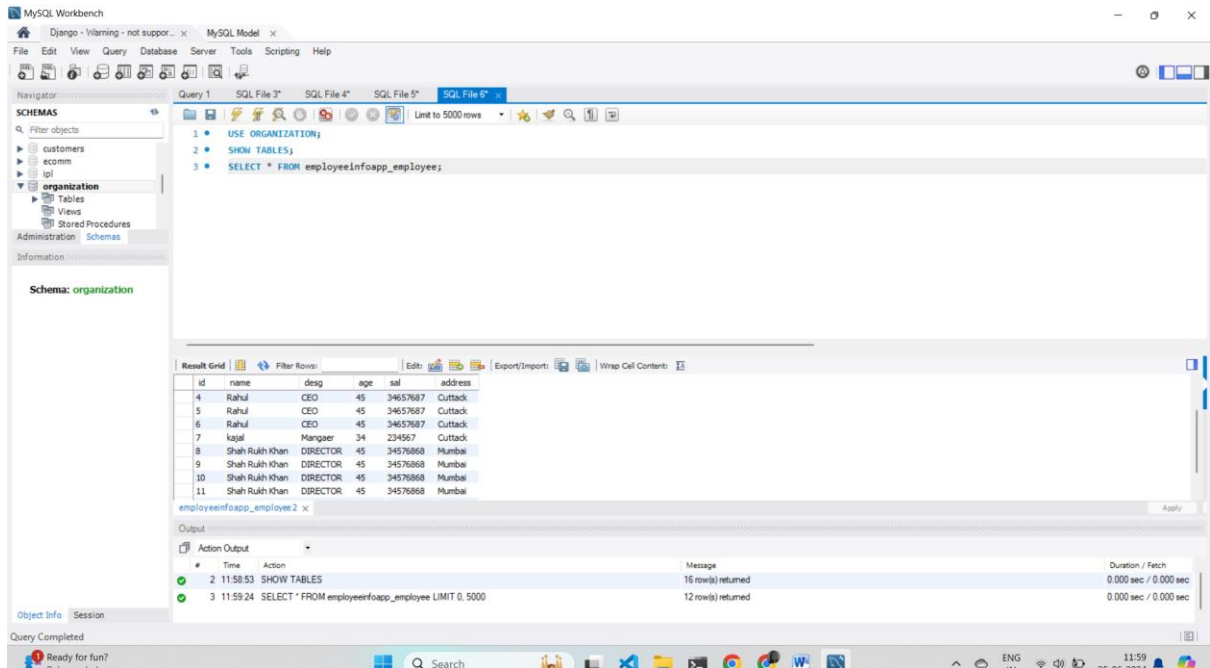 MySQL Workbench
Django - Warning - not suppor... × MySQL Model ×
File Edit View Query Database Server Tools Scripting Help
Navigator Query 1 SQL File 3* SQL File 4* SQL File 5* SQL File 6* ×
SCHEMAS Limit to 5000 rows
Filter objects
1 USE ORGANIZATION;
customers 2 SHOW TABLES;
ecomm 3 SELECT * FROM employeeinfoapp_employee;
ipl
organization
Tables
Views
Stored Procedures
Administration Schemas
Information
Schema: organization
Result Grid Filter Rows: Edit: Export/Import: Wrap Cell Content:
id name desg age sal address
4 Rahul CEO 45 34657687 Cuttack
5 Rahul CEO 45 34657687 Cuttack
6 Rahul CEO 45 34657687 Cuttack
7 kajal Mangaer 34 234567 Cuttack
8 Shah Rukh Khan DIRECTOR 45 34576868 Mumbai
9 Shah Rukh Khan DIRECTOR 45 34576868 Mumbai
10 Shah Rukh Khan DIRECTOR 45 34576868 Mumbai
11 Shah Rukh Khan DIRECTOR 45 34576868 Mumbai
employeeinfoapp_employee 2 × Apply
Output
Action Output
# Time Action Message Duration / Fetch
2 11:58:53 SHOW TABLES 16 row(s) returned 0.000 sec / 0.000 sec
3 11:59:24 SELECT * FROM employeeinfoapp_employee LIMIT 0, 5000 12 row(s) returned 0.000 sec / 0.000 sec
Object Info Session
Query Completed
1 Ready for fun? Search ENG 11:59